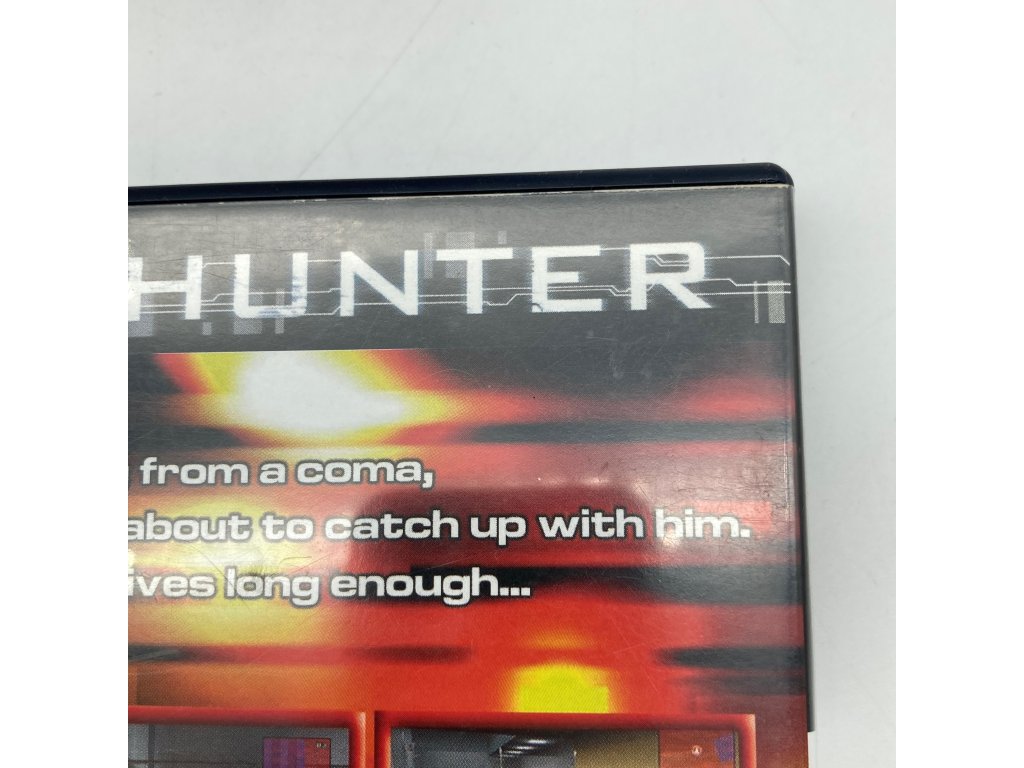 HUNTER
from a coma,
about to catch up with him.
ives long enough...